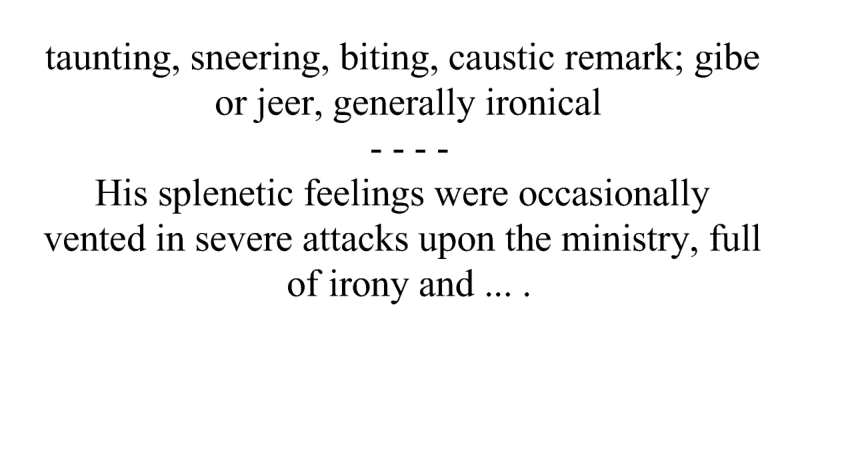 taunting, sneering, biting, caustic remark; gibe
or jeer, generally ironical
- - - -
His splenetic feelings were occasionally
vented in severe attacks upon the ministry, full
of irony and ... .